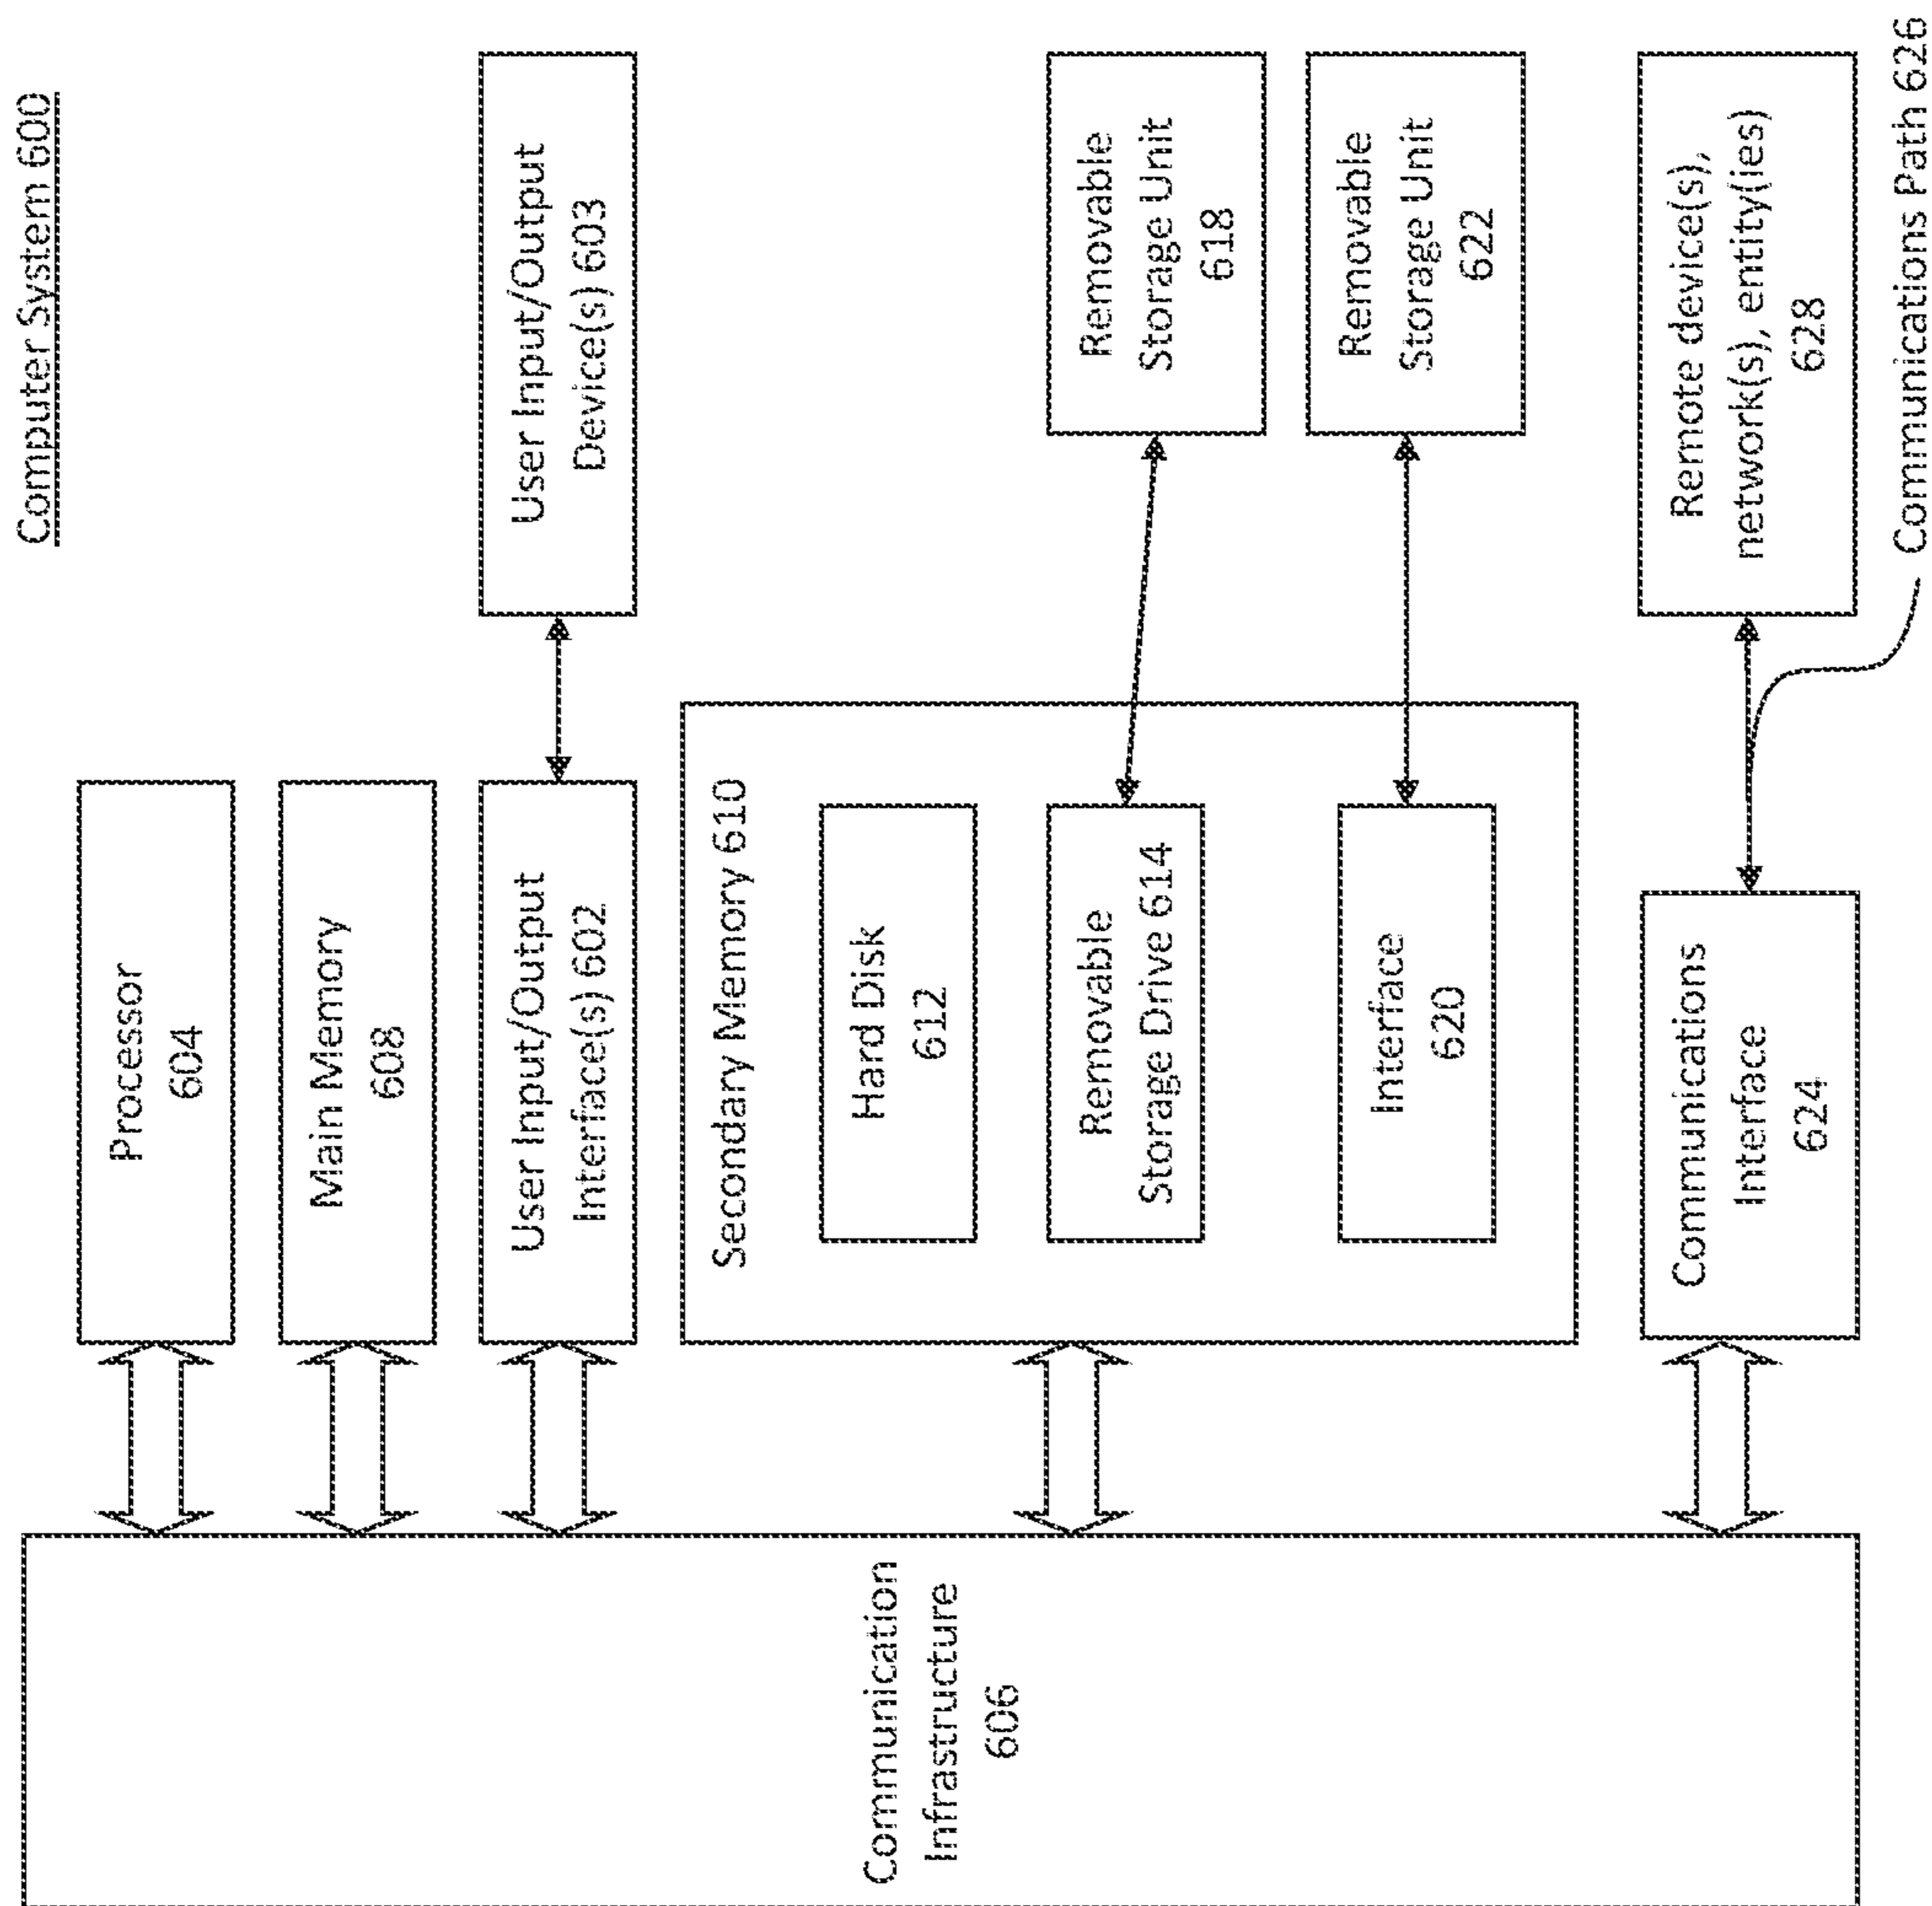 Computer System 600
Processor
604
Main Memory
608
User Input/Output
Interface(s) 602
User Input/Output
Device(s) 603
Secondary Memory 610
Hard Disk
612
Removable
Storage Drive 614
Removable
Storage Unit
618
Interface
620
Removable
Storage Unit
622
Communications
Interface
624
Remote device(s),
network(s), entity(ies)
628
Communications Path 626
Communication
Infrastructure
606